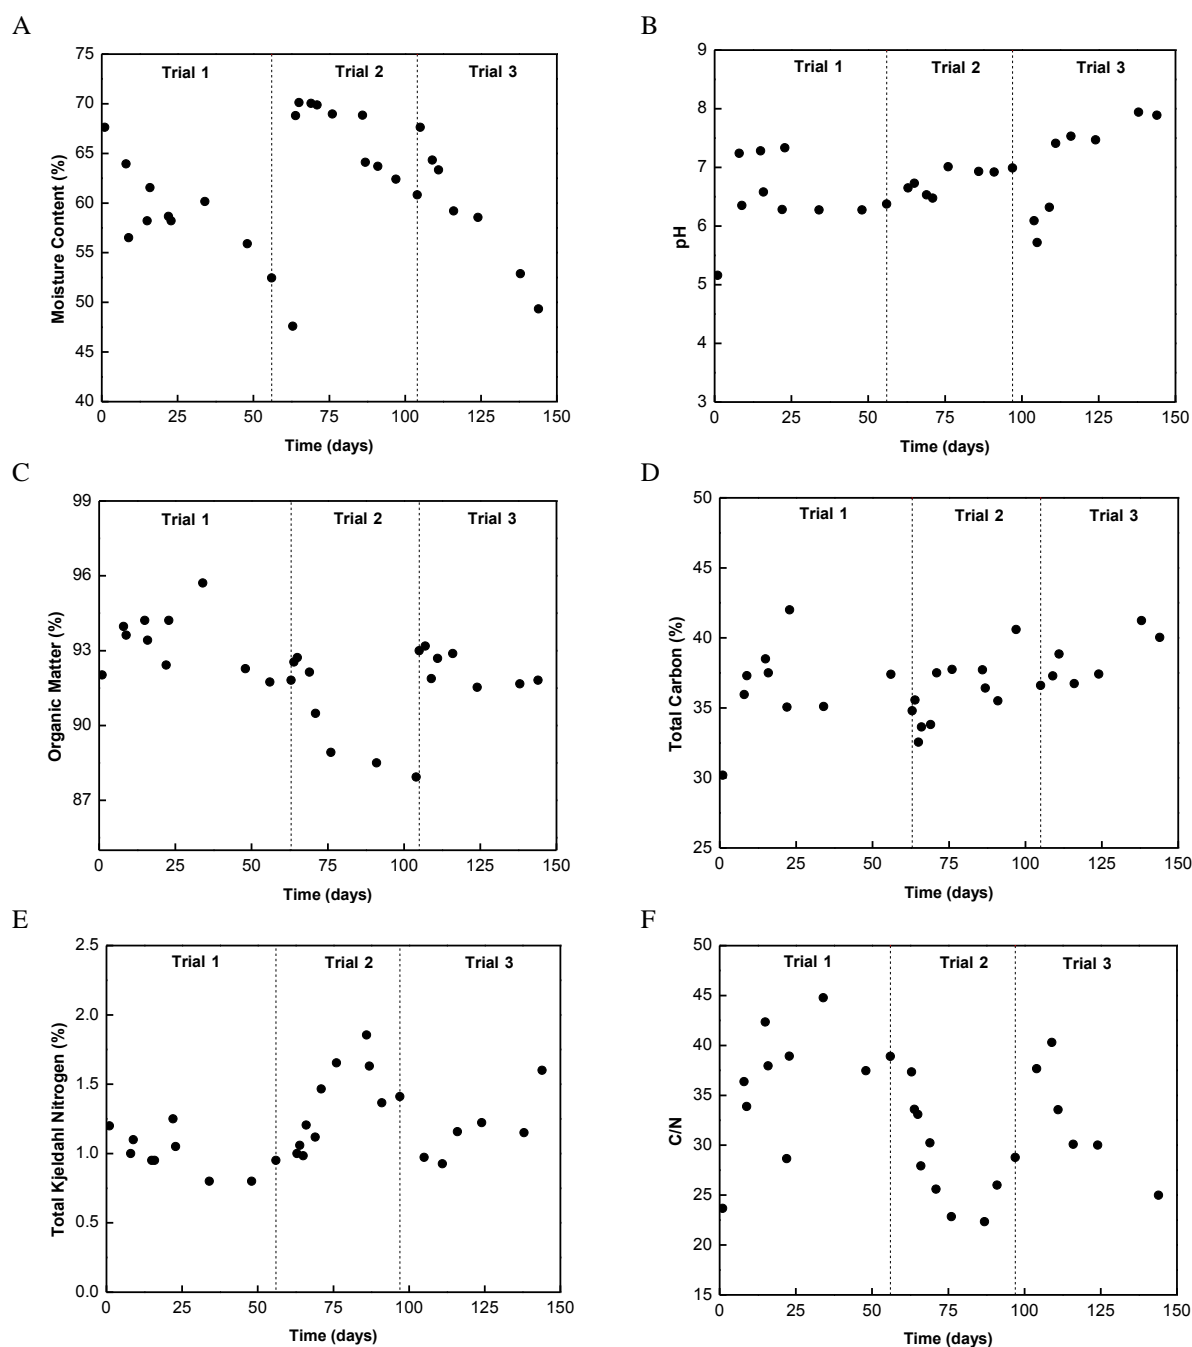 A
B
75
70
65
60
55
50
45
40
Moisture Content (%)
Trial 1
Trial 2
Trial 3
0
25
50
75
100
125
150
Time (days)
9
8
7
6
5
4
3
pH
Trial 1
Trial 2
Trial 3
0
25
50
75
100
125
150
Time (days)
C
D
99
96
93
90
87
Organic Matter (%)
Trial 1
Trial 2
Trial 3
0
25
50
75
100
125
150
Time (days)
50
45
40
35
30
25
Total Carbon (%)
Trial 1
Trial 2
Trial 3
0
25
50
75
100
125
150
Time (days)
E
F
2.5
2.0
1.5
1.0
0.5
0.0
Total Kjeldahl Nitrogen (%)
Trial 1
Trial 2
Trial 3
0
25
50
75
100
125
150
Time (days)
50
45
40
35
30
25
20
15
C/N
Trial 1
Trial 2
Trial 3
0
25
50
75
100
125
150
Time (days)